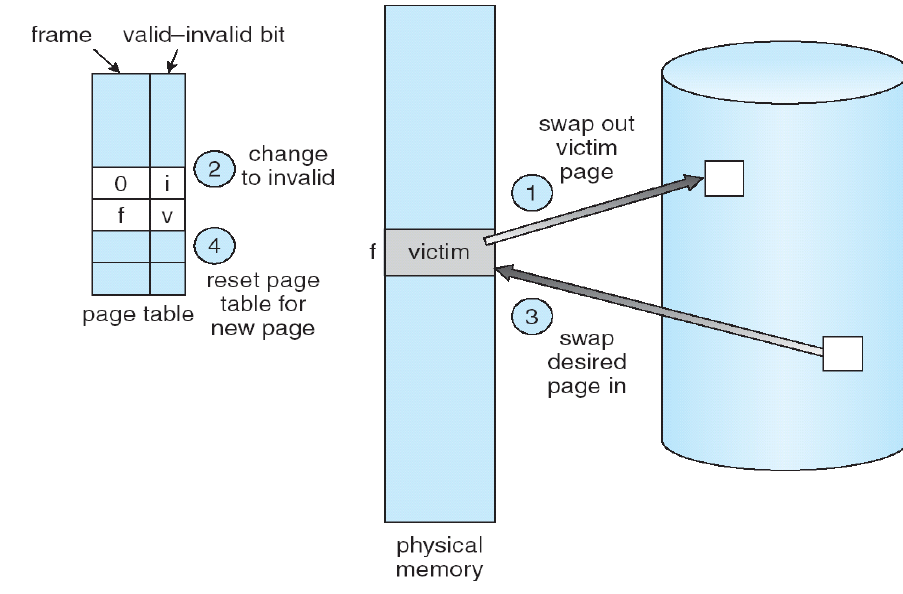 frame
valid–invalid bit
0
i
f
v
page table
2
change
to invalid
4
reset page
table for
new page
f
victim
physical
memory
swap out
victim
page
1
3
swap
desired
page in